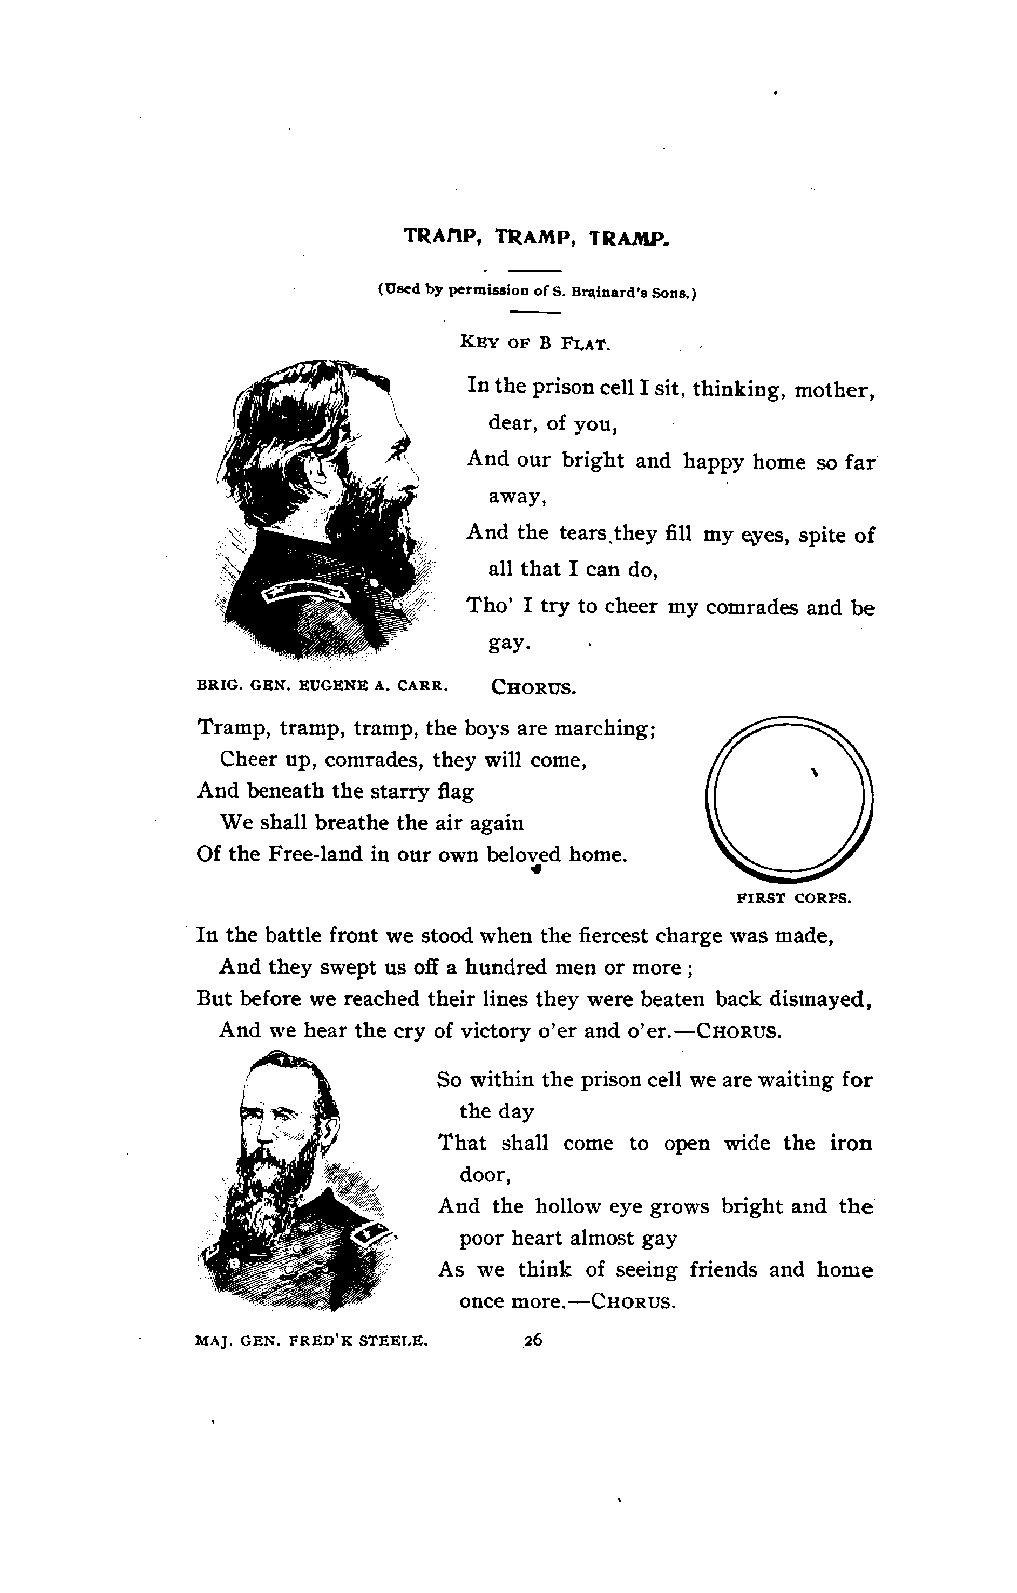 TRAMP, TRAMP, TRAMP.
(Used by permission of S. Brainard's Sons.)
KEY OF B FLAT.
In the prison cell I sit, thinking, mother,
dear, of you,
And our bright and happy home so far
away,
And the tears they fill my eyes, spite of
all that I can do,
Tho' I try to cheer my comrades and be
gay.
BRIG. GEN. EUGENE A. CARR.
CHORUS.
Tramp, tramp, tramp, the boys are marching;
Cheer up, comrades, they will come,
And beneath the starry flag
We shall breathe the air again
Of the Free-land in our own beloved home.
FIRST CORPS.
In the battle front we stood when the fiercest charge was made,
And they swept us off a hundred men or more;
But before we reached their lines they were beaten back dismayed,
And we hear the cry of victory o'er and o'er.—CHORUS.
So within the prison cell we are waiting for
the day
That shall come to open wide the iron
door,
And the hollow eye grows bright and the
poor heart almost gay
As we think of seeing friends and home
once more.—CHORUS.
MAJ. GEN. FRED'K STEELE.
26